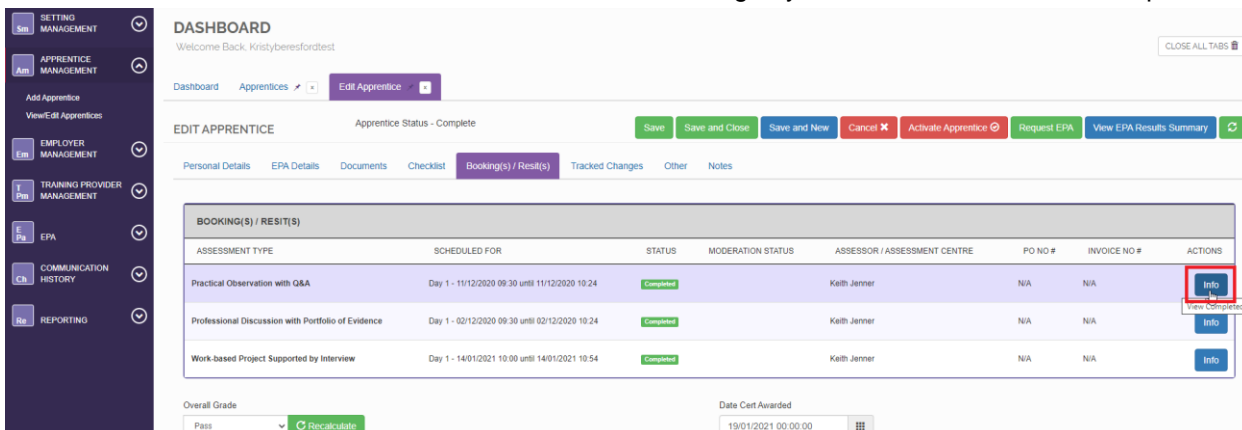 SETTING
Sm MANAGEMENT
APPRENTICE
Am MANAGEMENT
Add Apprentice
View/Edit Apprentices
EMPLOYER
Em MANAGEMENT
T TRAINING PROVIDER
Pm MANAGEMENT
E
Pa EPA
COMMUNICATION
Ch HISTORY
Re REPORTING
DASHBOARD
Welcome Back, Kristyberesfordtest
CLOSE ALL TABS
Dashboard Apprentices x Edit Apprentice x
EDIT APPRENTICE Apprentice Status - Complete Save Save and Close Save and New Cancel Activate Apprentice Request EPA View EPA Results Summary
Personal Details EPA Details Documents Checklist Booking(s) / Resit(s) Tracked Changes Other Notes
BOOKING(S) / RESIT(S)
ASSESSMENT TYPE SCHEDULED FOR STATUS MODERATION STATUS ASSESSOR / ASSESSMENT CENTRE PO NO # INVOICE NO # ACTIONS
Practical Observation with Q&A Day 1 - 11/12/2020 09:30 until 11/12/2020 10:24 Completed Keith Jenner N/A N/A Info
View Completed
Professional Discussion with Portfolio of Evidence Day 1 - 02/12/2020 09:30 until 02/12/2020 10:24 Completed Keith Jenner N/A N/A Info
Work-based Project Supported by Interview Day 1 - 14/01/2021 10:00 until 14/01/2021 10:54 Completed Keith Jenner N/A N/A Info
Overall Grade Date Cert Awarded
Pass Recalculate 19/01/2021 00:00:00